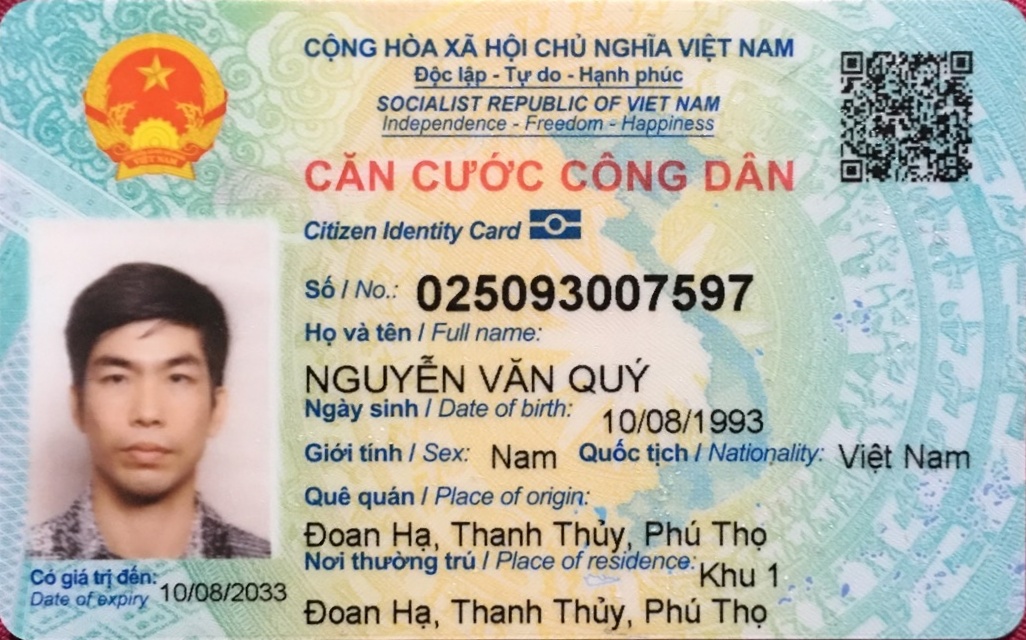 CỘNG HÒA XÃ HỘI CHỦ NGHĨA VIỆT NAM
Độc lập - Tự do - Hạnh phúc
SOCIALIST REPUBLIC OF VIET NAM
Independence - Freedom - Happiness
CĂN CƯỚC CÔNG DÂN
Citizen Identity Card
Số / No.: 025093007597
Họ và tên / Full name:
NGUYỄN VĂN QUÝ
Ngày sinh / Date of birth: 10/08/1993
Giới tính / Sex: Nam Quốc tịch / Nationality: Việt Nam
Quê quán / Place of origin:
Đoan Hạ, Thanh Thủy, Phú Thọ
Nơi thường trú / Place of residence: Khu 1
Đoan Hạ, Thanh Thủy, Phú Thọ
Có giá trị đến: 10/08/2033
Date of expiry
VIỆT NAM